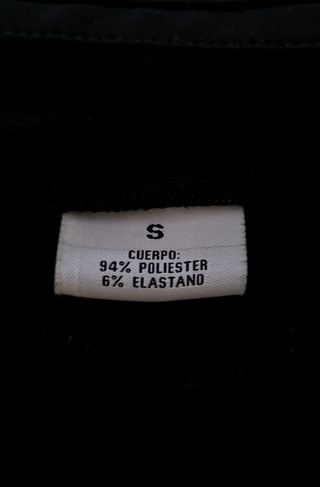 S
CUERPO:
94% POLIESTER
6% ELASTANO